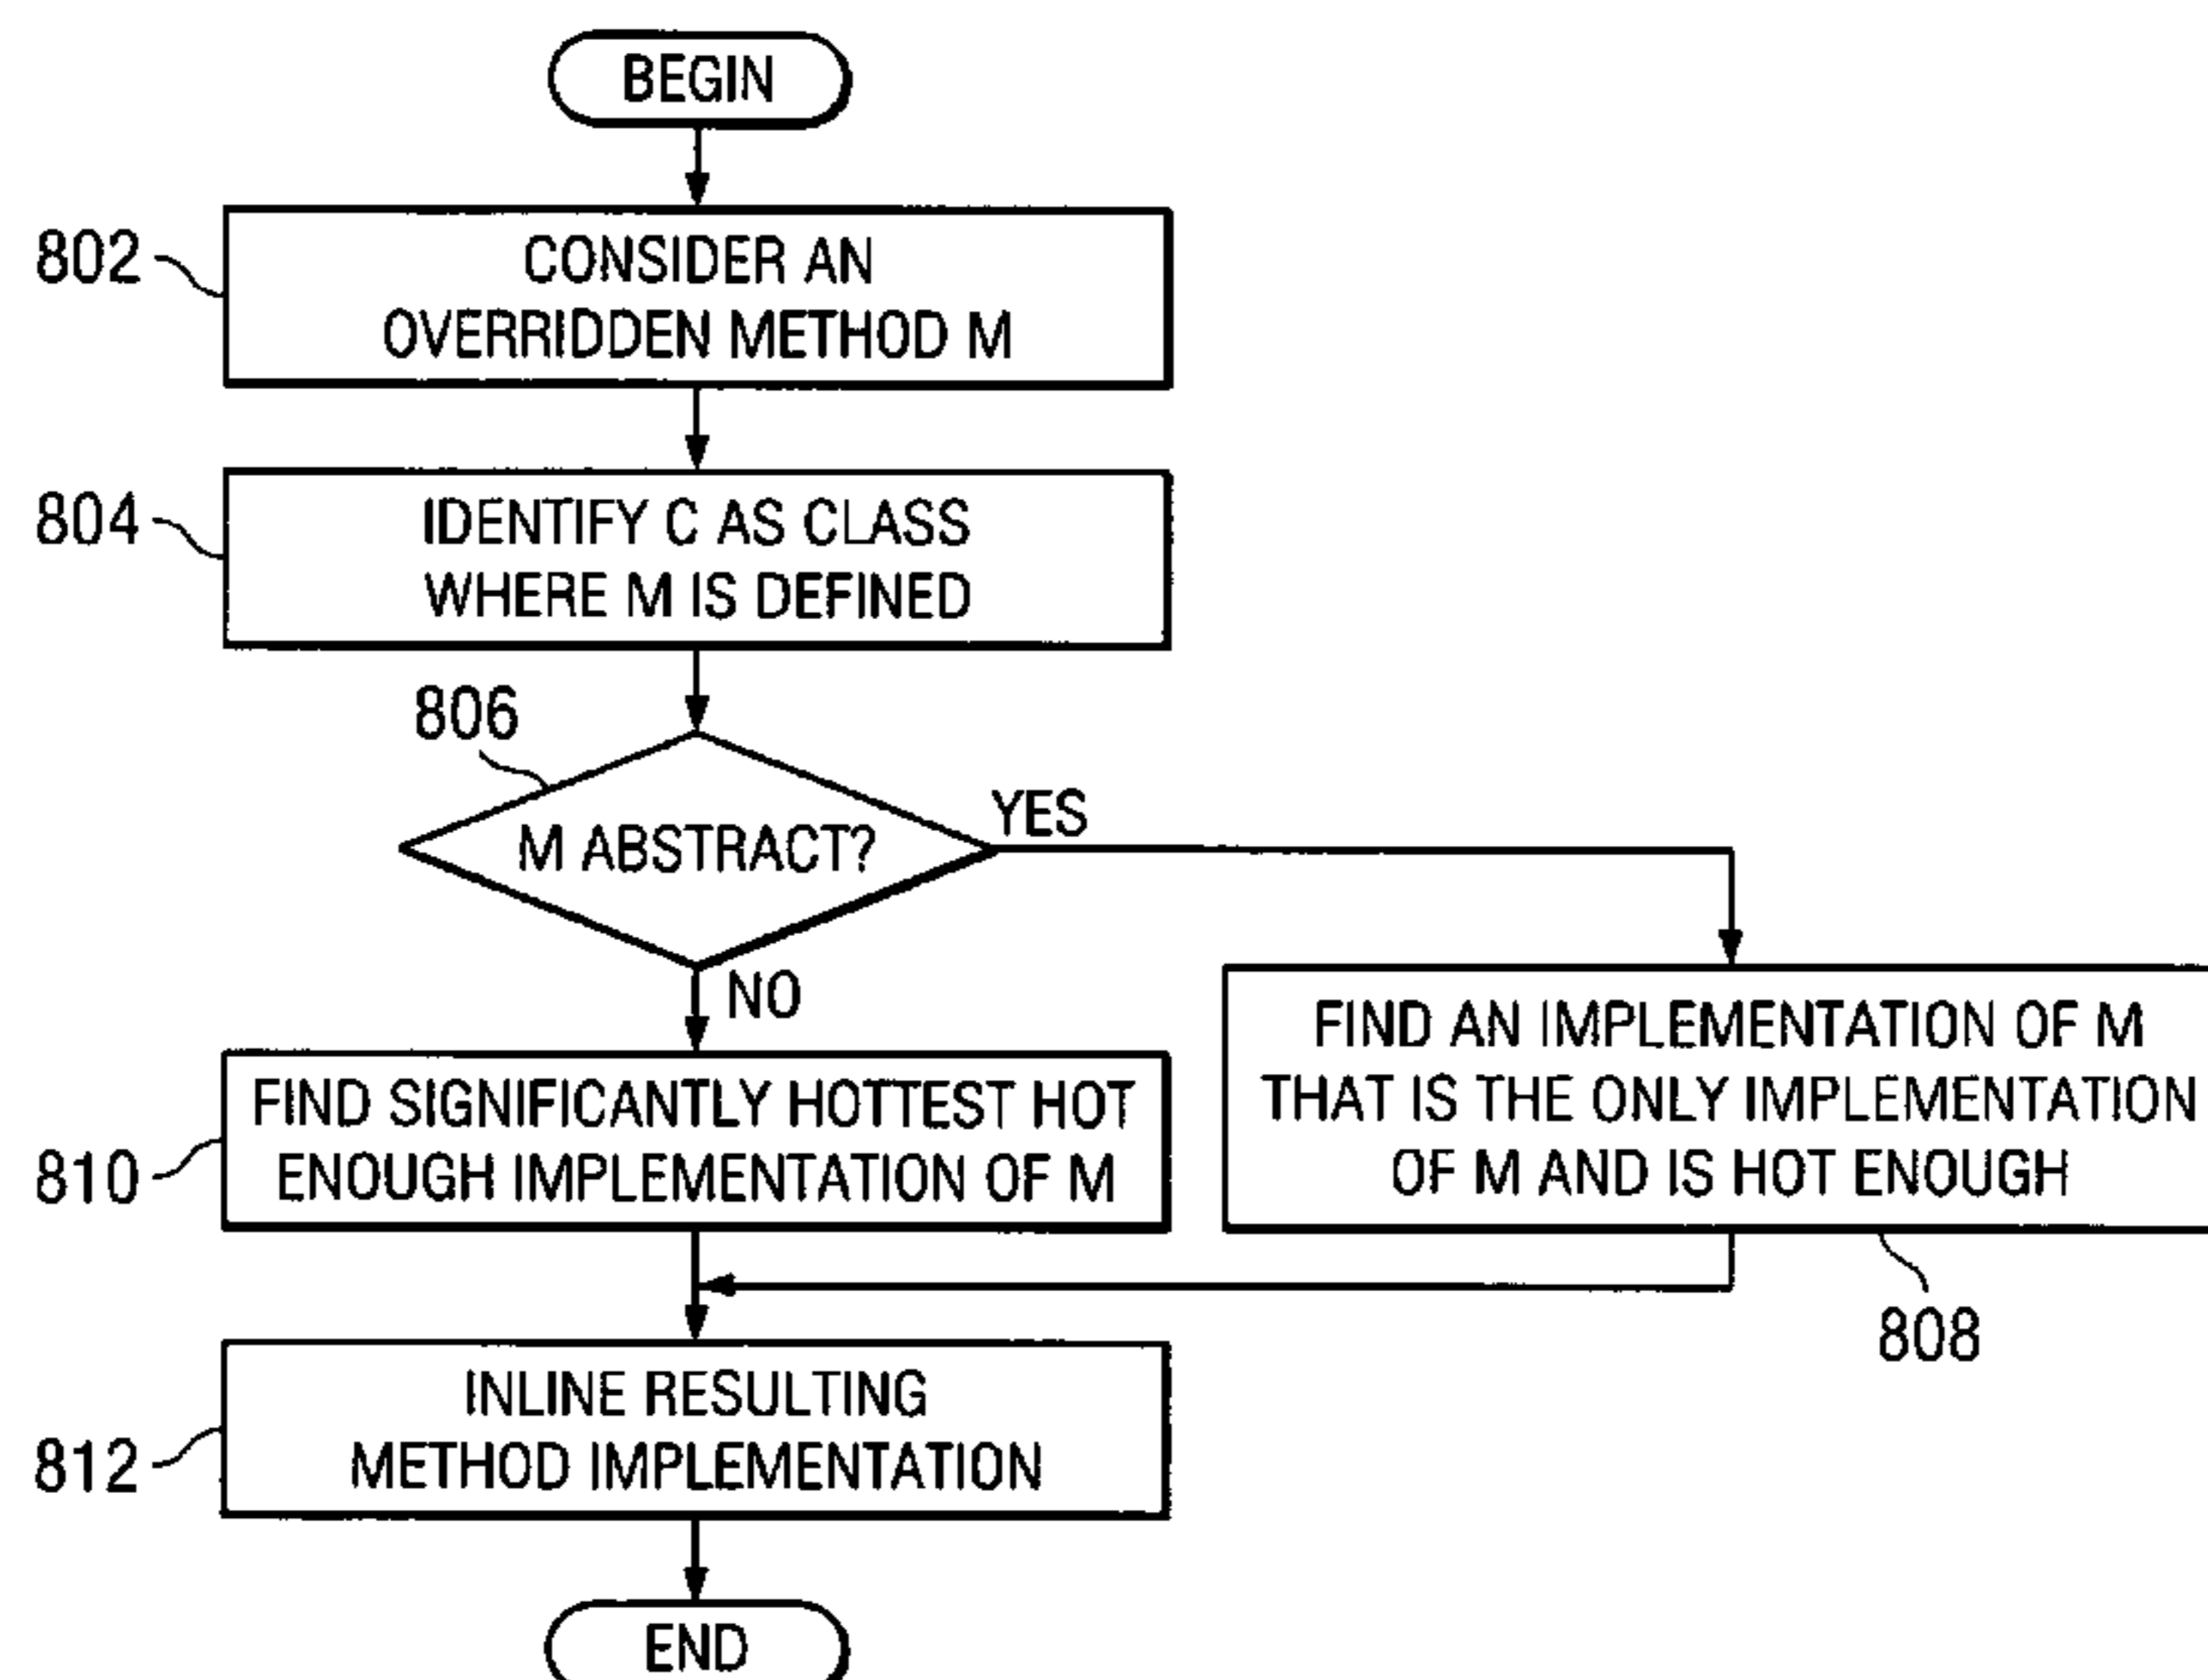 BEGIN
802
CONSIDER AN
OVERRIDDEN METHOD M
804
IDENTIFY C AS CLASS
WHERE M IS DEFINED
806
M ABSTRACT?
YES
NO
FIND AN IMPLEMENTATION OF M
THAT IS THE ONLY IMPLEMENTATION
OF M AND IS HOT ENOUGH
808
810
FIND SIGNIFICANTLY HOTTEST HOT
ENOUGH IMPLEMENTATION OF M
812
INLINE RESULTING
METHOD IMPLEMENTATION
END